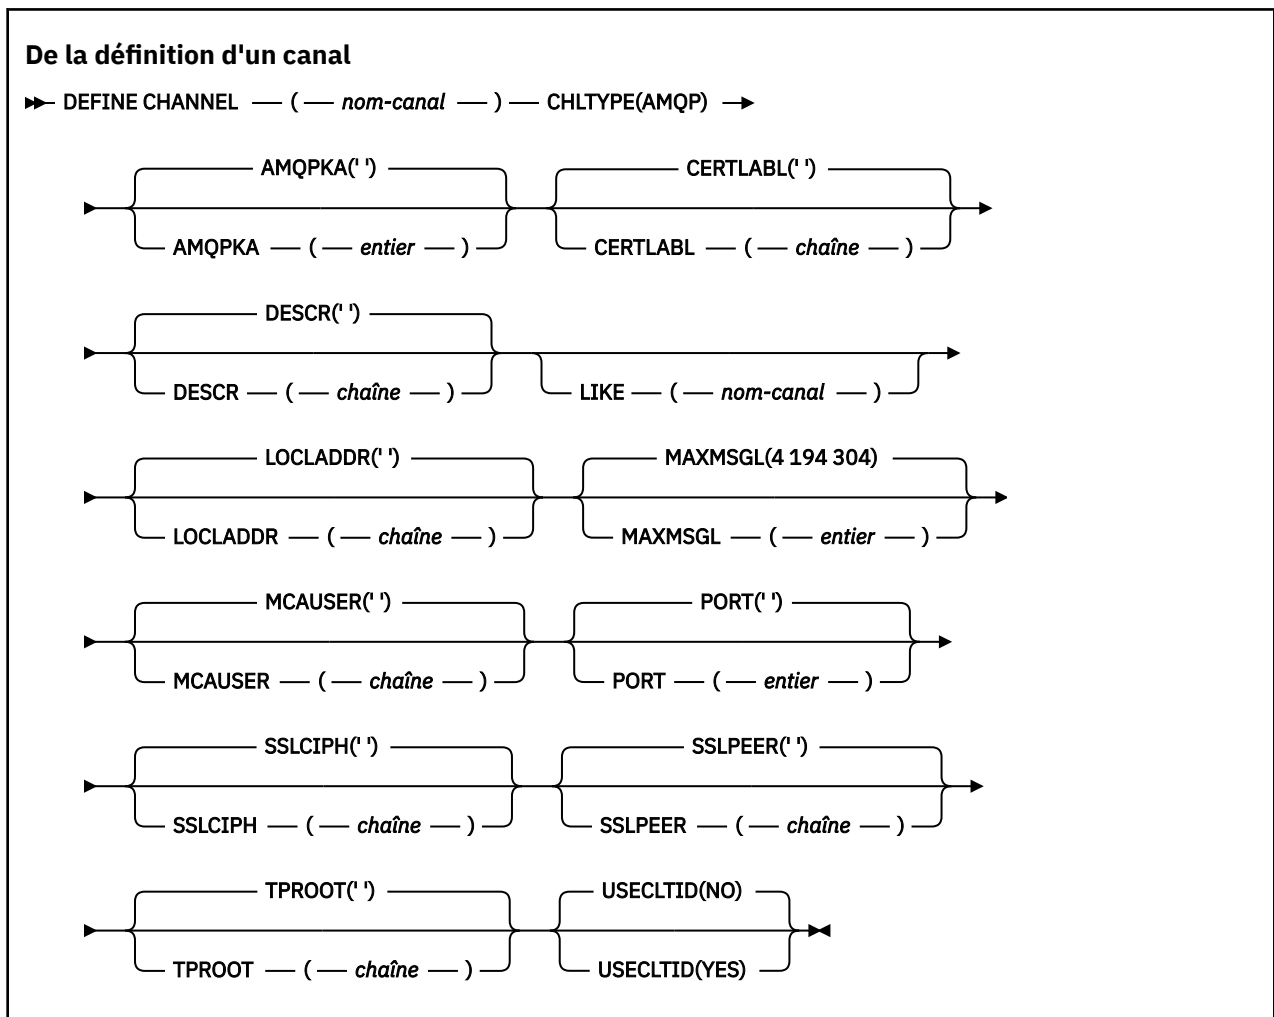 De la définition d'un canal
DEFINE CHANNEL ( nom-canal ) CHLTYPE(AMQP)
AMQPKA(' ') CERTLABL(' ')
AMQPKA ( entier ) CERTLABL ( chaîne )
DESCR(' ')
DESCR ( chaîne ) LIKE ( nom-canal )
LOCLADDR(' ') MAXMSGL(4 194 304)
LOCLADDR ( chaîne ) MAXMSGL ( entier )
MCAUSER(' ') PORT(' ')
MCAUSER ( chaîne ) PORT ( entier )
SSLCIPH(' ') SSLPEER(' ')
SSLCIPH ( chaîne ) SSLPEER ( chaîne )
TPROOT(' ') USECLTID(NO)
TPROOT ( chaîne ) USECLTID(YES)